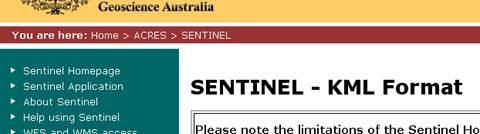 Geoscience Australia
You are here: Home > ACRES > SENTINEL
Sentinel Homepage
Sentinel Application
About Sentinel
Help using Sentinel
WFS and WMS access
SENTINEL - KML Format
Please note the limitations of the Sentinel Ho